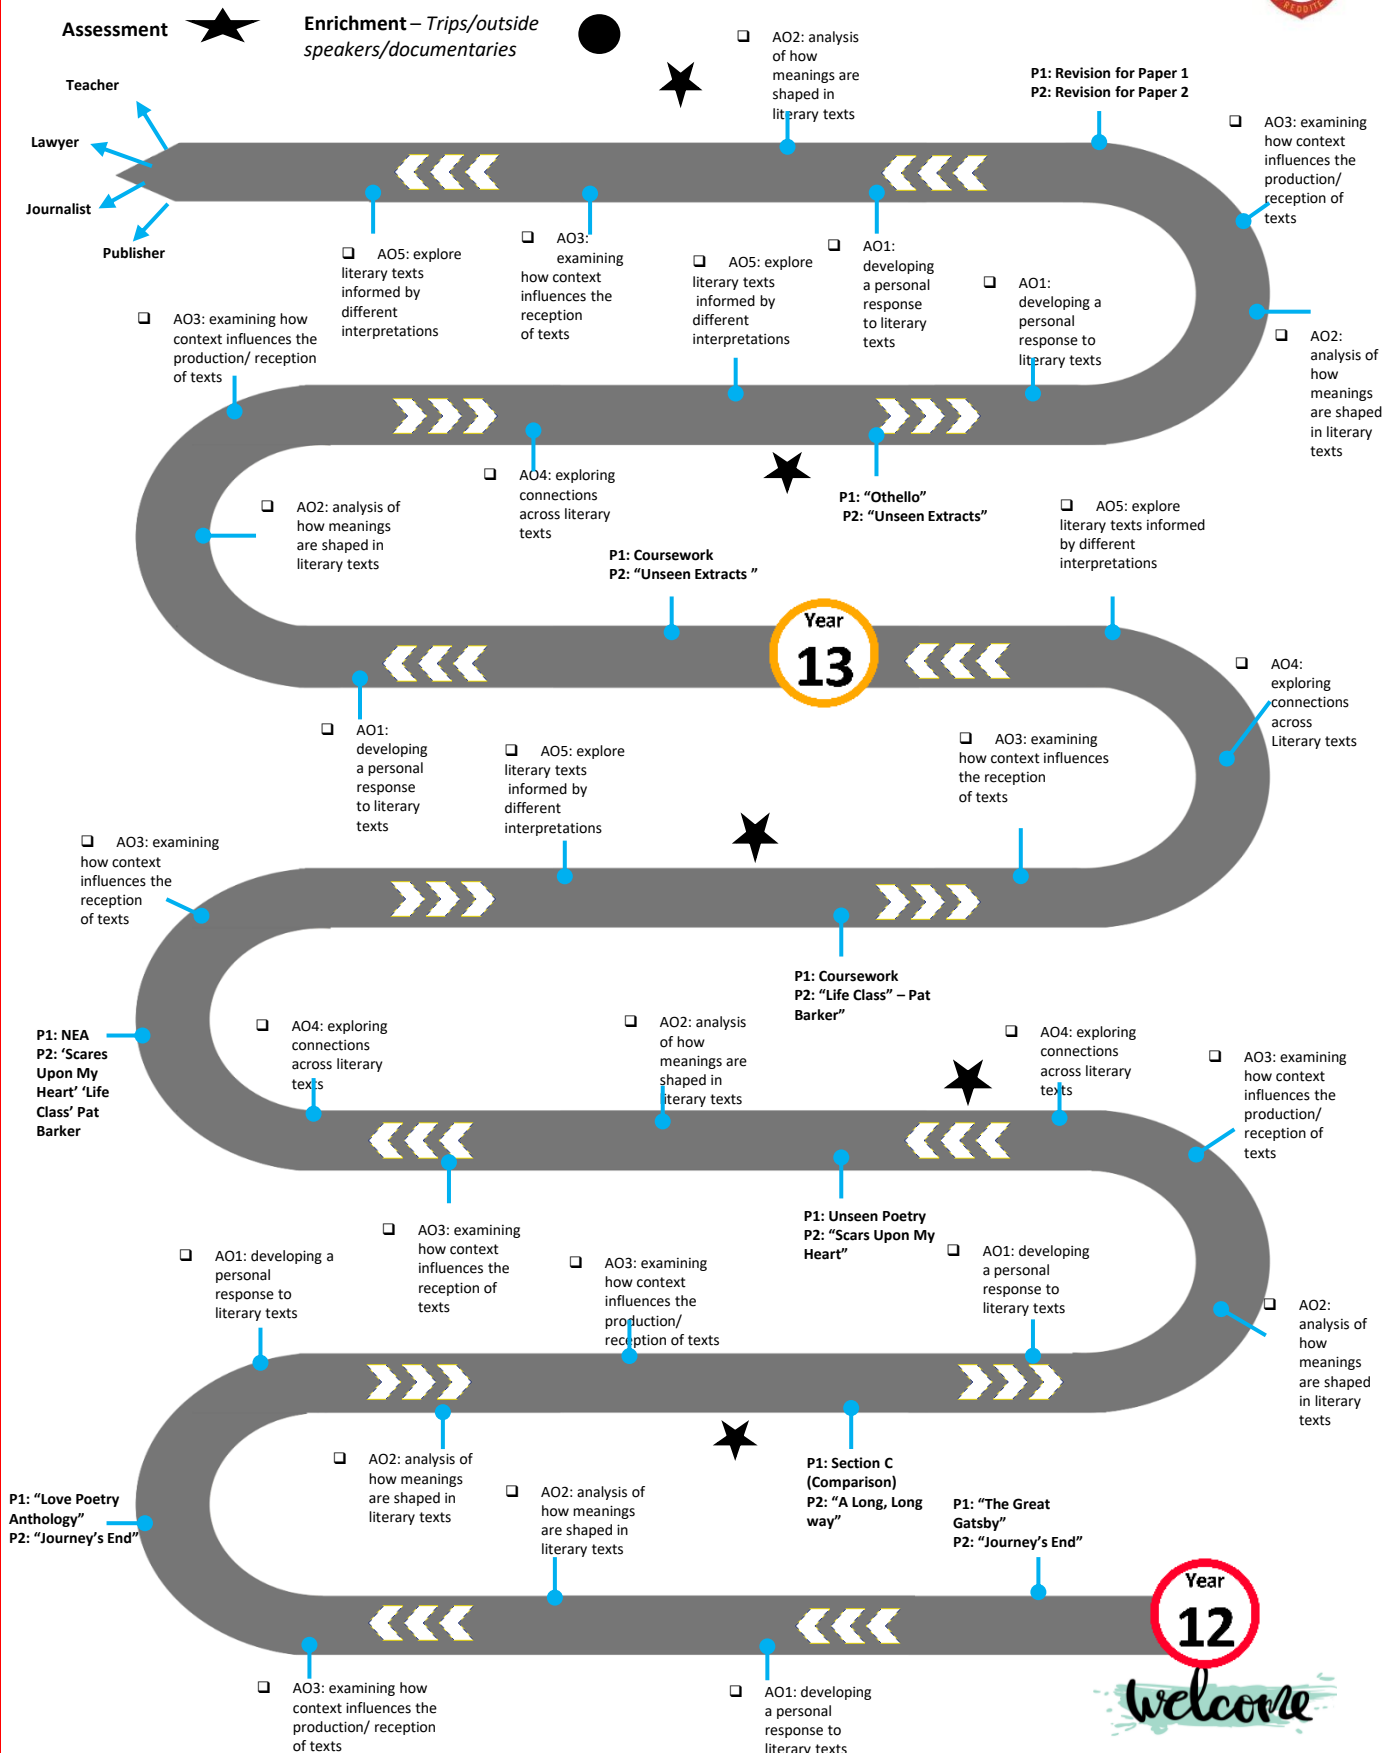 REDDITE
Assessment
Enrichment – Trips/outside
speakers/documentaries
❑ AO2: analysis
of how
meanings are
shaped in
literary texts
P1: Revision for Paper 1
P2: Revision for Paper 2
Teacher
Lawyer
Journalist
Publisher
❑ AO3: examining
how context
influences the
production/
reception of
texts
❑ AO5: explore
literary texts
informed by
different
interpretations
❑ AO3:
examining
how context
influences the
reception
of texts
❑ AO5: explore
literary texts
informed by
different
interpretations
❑ AO1:
developing
a personal
response
to literary
texts
❑ AO1:
developing a
personal
response to
literary texts
❑ AO2:
analysis of
how
meanings
are shaped
in literary
texts
❑ AO3: examining how
context influences the
production/ reception
of texts
❑ AO4: exploring
connections
across literary
texts
❑ AO2: analysis of
how meanings
are shaped in
literary texts
P1: “Othello”
P2: “Unseen Extracts”
❑ AO5: explore
literary texts informed
by different
interpretations
P1: Coursework
P2: “Unseen Extracts ”
Year
13
❑ AO4:
exploring
connections
across
Literary texts
❑ AO1:
developing
a personal
response
to literary
texts
❑ AO5: explore
literary texts
informed by
different
interpretations
❑ AO3: examining
how context influences
the reception
of texts
❑ AO3: examining
how context
influences the
reception
of texts
P1: Coursework
P2: “Life Class” – Pat
Barker”
P1: NEA
P2: ‘Scares
Upon My
Heart’ ‘Life
Class’ Pat
Barker
❑ AO4: exploring
connections
across literary
texts
❑ AO2: analysis
of how
meanings are
shaped in
literary texts
❑ AO4: exploring
connections
across literary
texts
❑ AO3: examining
how context
influences the
production/
reception of
texts
P1: Unseen Poetry
P2: “Scars Upon My
Heart”
❑ AO3: examining
how context
influences the
reception of
texts
❑ AO1: developing a
personal
response to
literary texts
❑ AO3: examining
how context
influences the
production/
reception of texts
❑ AO1: developing
a personal
response to
literary texts
❑ AO2:
analysis of
how
meanings
are shaped
in literary
texts
❑ AO2: analysis of
how meanings
are shaped in
literary texts
❑ AO2: analysis of
how meanings
are shaped in
literary texts
P1: Section C
(Comparison)
P2: “A Long, Long
way”
P1: “The Great
Gatsby”
P2: “Journey’s End”
P1: “Love Poetry
Anthology”
P2: “Journey’s End”
Year
12
welcome
❑ AO3: examining how
context influences the
production/ reception
of texts
❑ AO1: developing
a personal
response to
literary texts